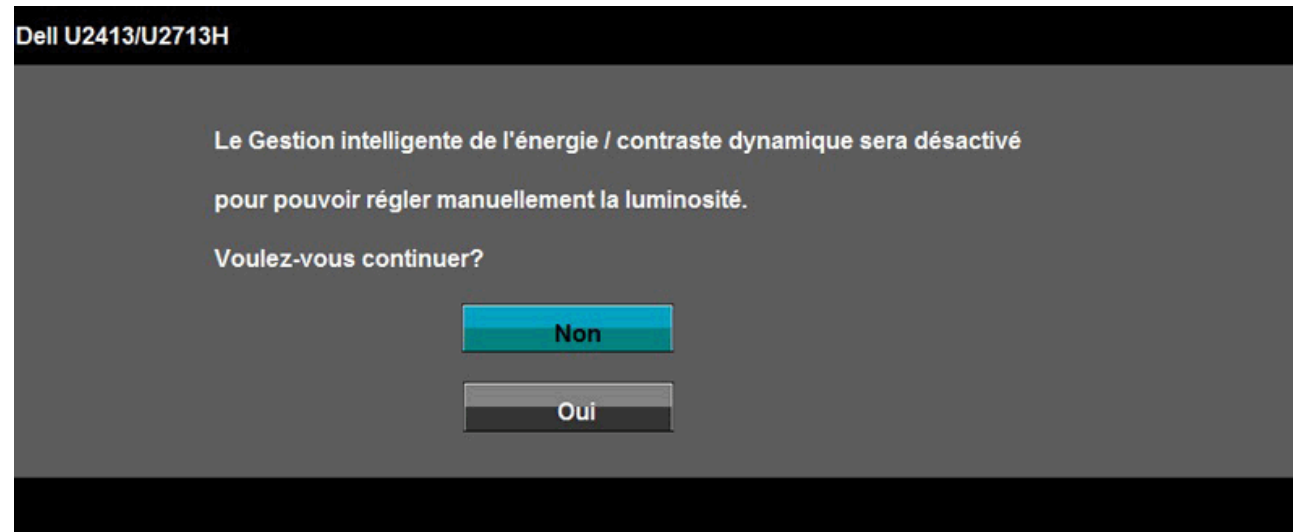 Dell U2413/U2713H
Le Gestion intelligente de l'énergie / contraste dynamique sera désactivé
pour pouvoir régler manuellement la luminosité.
Voulez-vous continuer?
Non
Oui